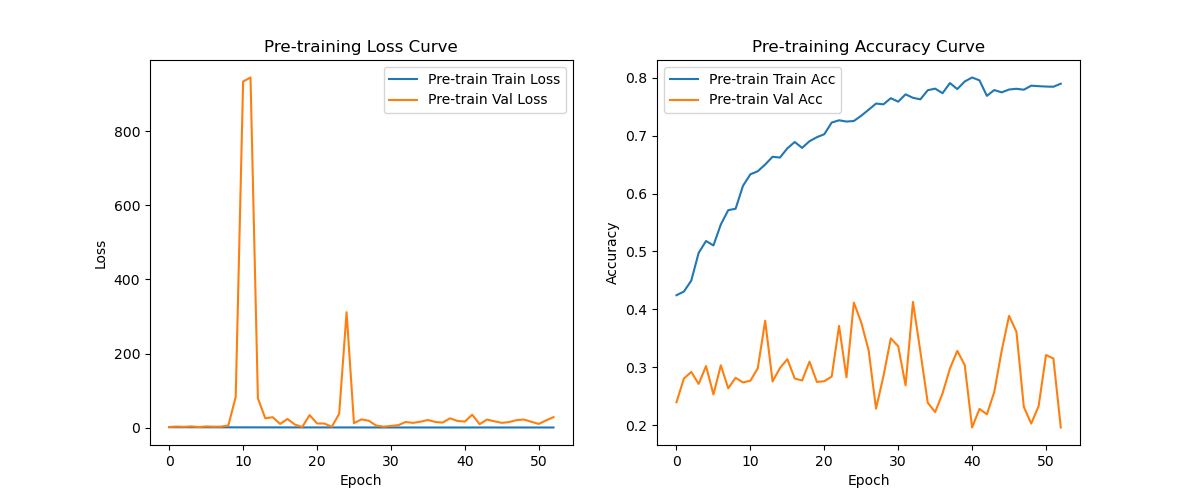 Pre-training Loss Curve
Pre-train Train Loss
Pre-train Val Loss
Loss
800
600
400
200
0
0 10 20 30 40 50
Epoch
Pre-training Accuracy Curve
Pre-train Train Acc
Pre-train Val Acc
Accuracy
0.8
0.7
0.6
0.5
0.4
0.3
0.2
0 10 20 30 40 50
Epoch